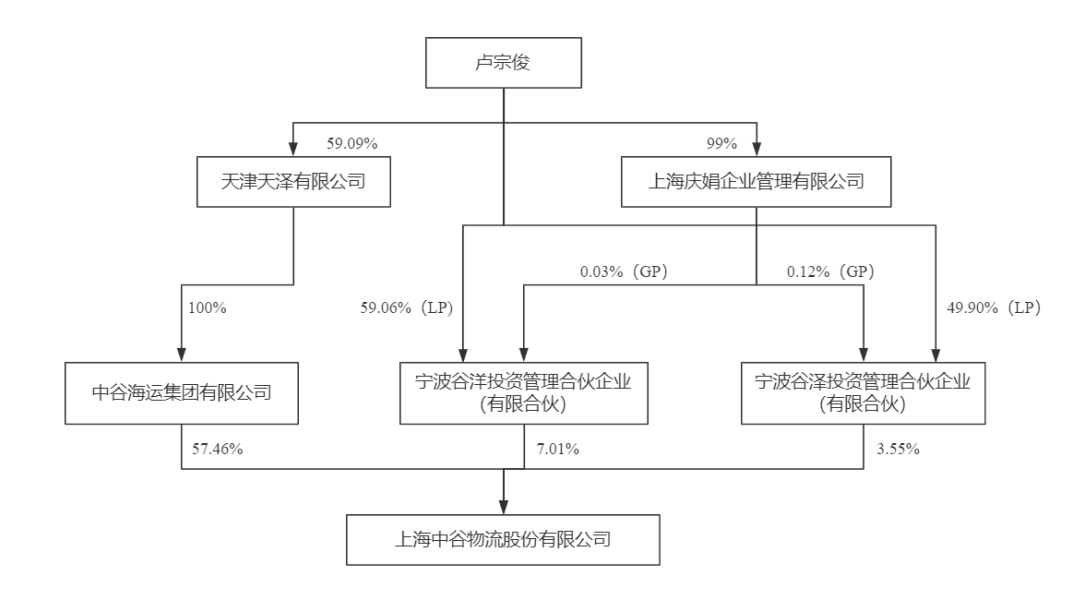 卢宗俊
59.09%
99%
天津天泽有限公司
上海庆娟企业管理有限公司
0.03%（GP）
0.12%（GP）
100%
59.06%（LP)
49.90%（LP）
中谷海运集团有限公司
宁波谷洋投资管理合伙企业
(有限合伙)
宁波谷泽投资管理合伙企业
(有限合伙)
57.46%
7.01%
3.55%
上海中谷物流股份有限公司